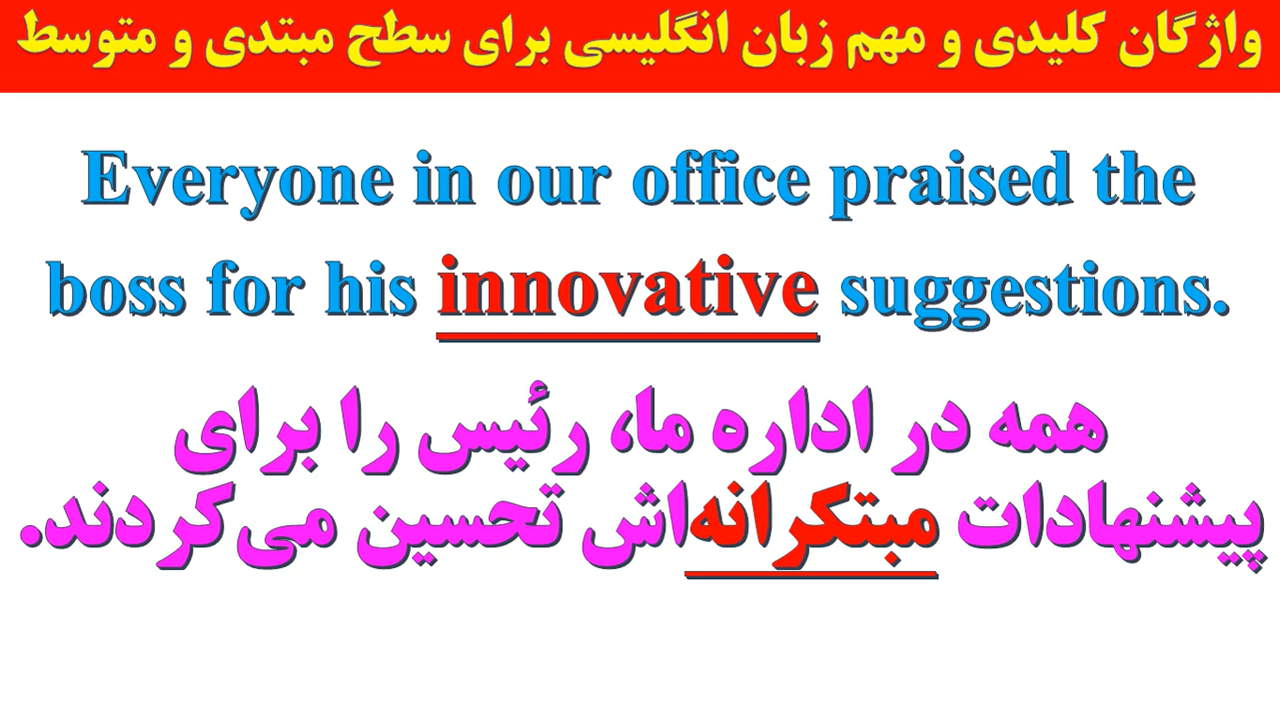 واژگان کلیدی و مهم زبان انگلیسی برای سطح مبتدی و متوسط
Everyone in our office praised the
boss for his innovative suggestions.
همه در اداره ما، رئیس را برای
پیشنهادات مبتکرانه‌اش تحسین می‌کردند.